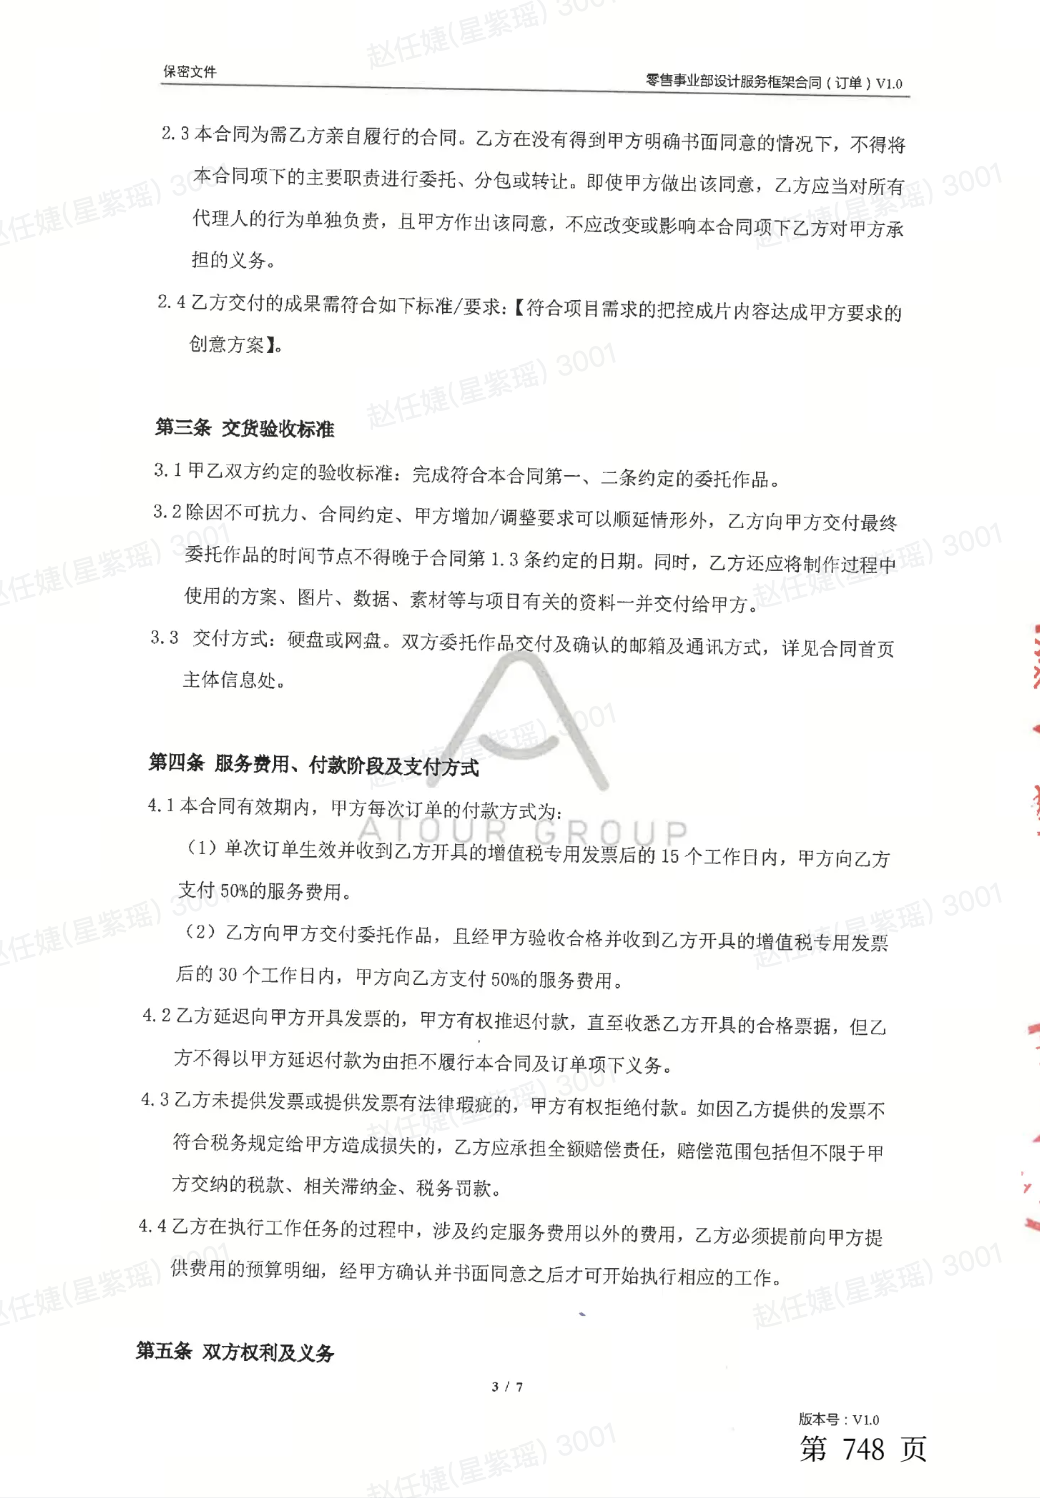 保密文件
零售事业部设计服务框架合同（订单）V1.0
2.3 本合同为需乙方亲自履行的合同。乙方在没有得到甲方明确书面同意的情况下，不得将
本合同项下的主要职责进行委托、分包或转让。即使甲方做出该同意，乙方应当对所有
代理人的行为单独负责，且甲方作出该同意，不应改变或影响本合同项下乙方对甲方承
担的义务。
2.4 乙方交付的成果需符合如下标准/要求：【符合项目需求的把控成片内容达成甲方要求的
创意方案】。
第三条 交货验收标准
3.1 甲乙双方约定的验收标准：完成符合本合同第一、二条约定的委托作品。
3.2 除因不可抗力、合同约定、甲方增加/调整要求可以顺延情形外，乙方向甲方交付最终
委托作品的时间节点不得晚于合同第 1.3 条约定的日期。同时，乙方还应将制作过程中
使用的方案、图片、数据、素材等与项目有关的资料一并交付给甲方。
3.3 交付方式：硬盘或网盘。双方委托作品交付及确认的邮箱及通讯方式，详见合同首页
主体信息处。
第四条 服务费用、付款阶段及支付方式
4.1 本合同有效期内，甲方每次订单的付款方式为：
ATOUR GROUP
（1）单次订单生效并收到乙方开具的增值税专用发票后的 15 个工作日内，甲方向乙方
支付 50%的服务费用。
（2）乙方向甲方交付委托作品，且经甲方验收合格并收到乙方开具的增值税专用发票
后的 30 个工作日内，甲方向乙方支付 50%的服务费用。
4.2 乙方延迟向甲方开具发票的，甲方有权推迟付款，直至收悉乙方开具的合格票据，但乙
方不得以甲方延迟付款为由拒不履行本合同及订单项下义务。
4.3 乙方未提供发票或提供发票有法律瑕疵的，甲方有权拒绝付款。如因乙方提供的发票不
符合税务规定给甲方造成损失的，乙方应承担全额赔偿责任，赔偿范围包括但不限于甲
方交纳的税款、相关滞纳金、税务罚款。
4.4 乙方在执行工作任务的过程中，涉及约定服务费用以外的费用，乙方必须提前向甲方提
供费用的预算明细，经甲方确认并书面同意之后才可开始执行相应的工作。
第五条 双方权利及义务
3 / 7
版本号：V1.0
第 748 页
赵任婕(星紫瑶) 3001